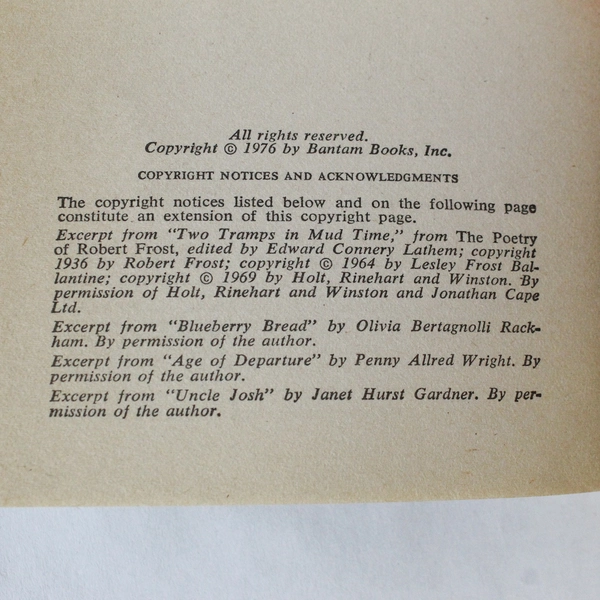 All rights reserved.
Copyright © 1976 by Bantam Books, Inc.
COPYRIGHT NOTICES AND ACKNOWLEDGMENTS
The copyright notices listed below and on the following page
constitute an extension of this copyright page.
Excerpt from "Two Tramps in Mud Time," from The Poetry
of Robert Frost, edited by Edward Connery Lathem; copyright
1936 by Robert Frost; copyright © 1964 by Lesley Frost Bal-
lantine; copyright © 1969 by Holt, Rinehart and Winston. By
permission of Holt, Rinehart and Winston and Jonathan Cape
Ltd.
Excerpt from "Blueberry Bread" by Olivia Bertagnolli Rack-
ham. By permission of the author.
Excerpt from "Age of Departure" by Penny Allred Wright. By
permission of the author.
Excerpt from "Uncle Josh" by Janet Hurst Gardner. By per-
mission of the author.